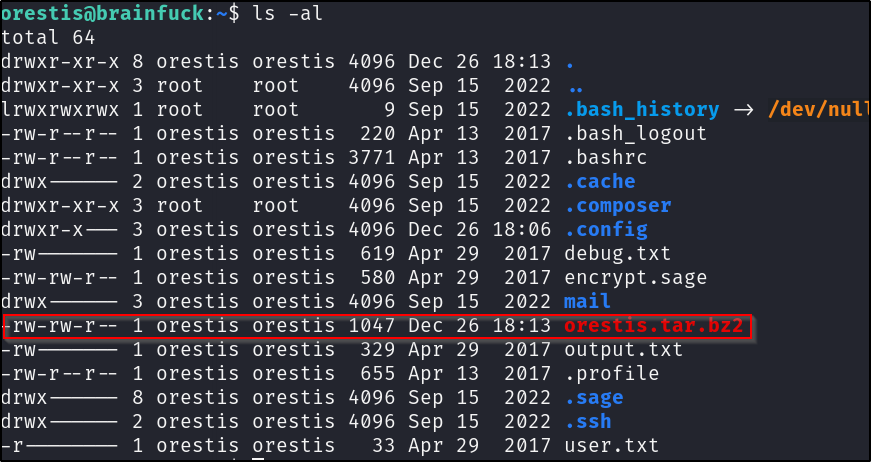 orestis@brainfuck:~$ ls -al
total 64
drwxr-xr-x 8 orestis orestis 4096 Dec 26 18:13 .
drwxr-xr-x 3 root    root    4096 Sep 15  2022 ..
lrwxrwxrwx 1 root    root       9 Sep 15  2022 .bash_history -> /dev/null
-rw-r--r-- 1 orestis orestis  220 Apr 13  2017 .bash_logout
-rw-r--r-- 1 orestis orestis 3771 Apr 13  2017 .bashrc
drwx------ 2 orestis orestis 4096 Sep 15  2022 .cache
drwxr-xr-x 3 root    root    4096 Sep 15  2022 .composer
drwxr-x--- 3 orestis orestis 4096 Dec 26 18:06 .config
-rw------- 1 orestis orestis  619 Apr 29  2017 debug.txt
-rw-rw-r-- 1 orestis orestis  580 Apr 29  2017 encrypt.sage
drwx------ 3 orestis orestis 4096 Sep 15  2022 mail
-rw-rw-r-- 1 orestis orestis 1047 Dec 26 18:13 orestis.tar.bz2
-rw------- 1 orestis orestis  329 Apr 29  2017 output.txt
-rw-r--r-- 1 orestis orestis  655 Apr 13  2017 .profile
drwx------ 8 orestis orestis 4096 Sep 15  2022 .sage
drwx------ 2 orestis orestis 4096 Sep 15  2022 .ssh
-r-------- 1 orestis orestis   33 Apr 29  2017 user.txt